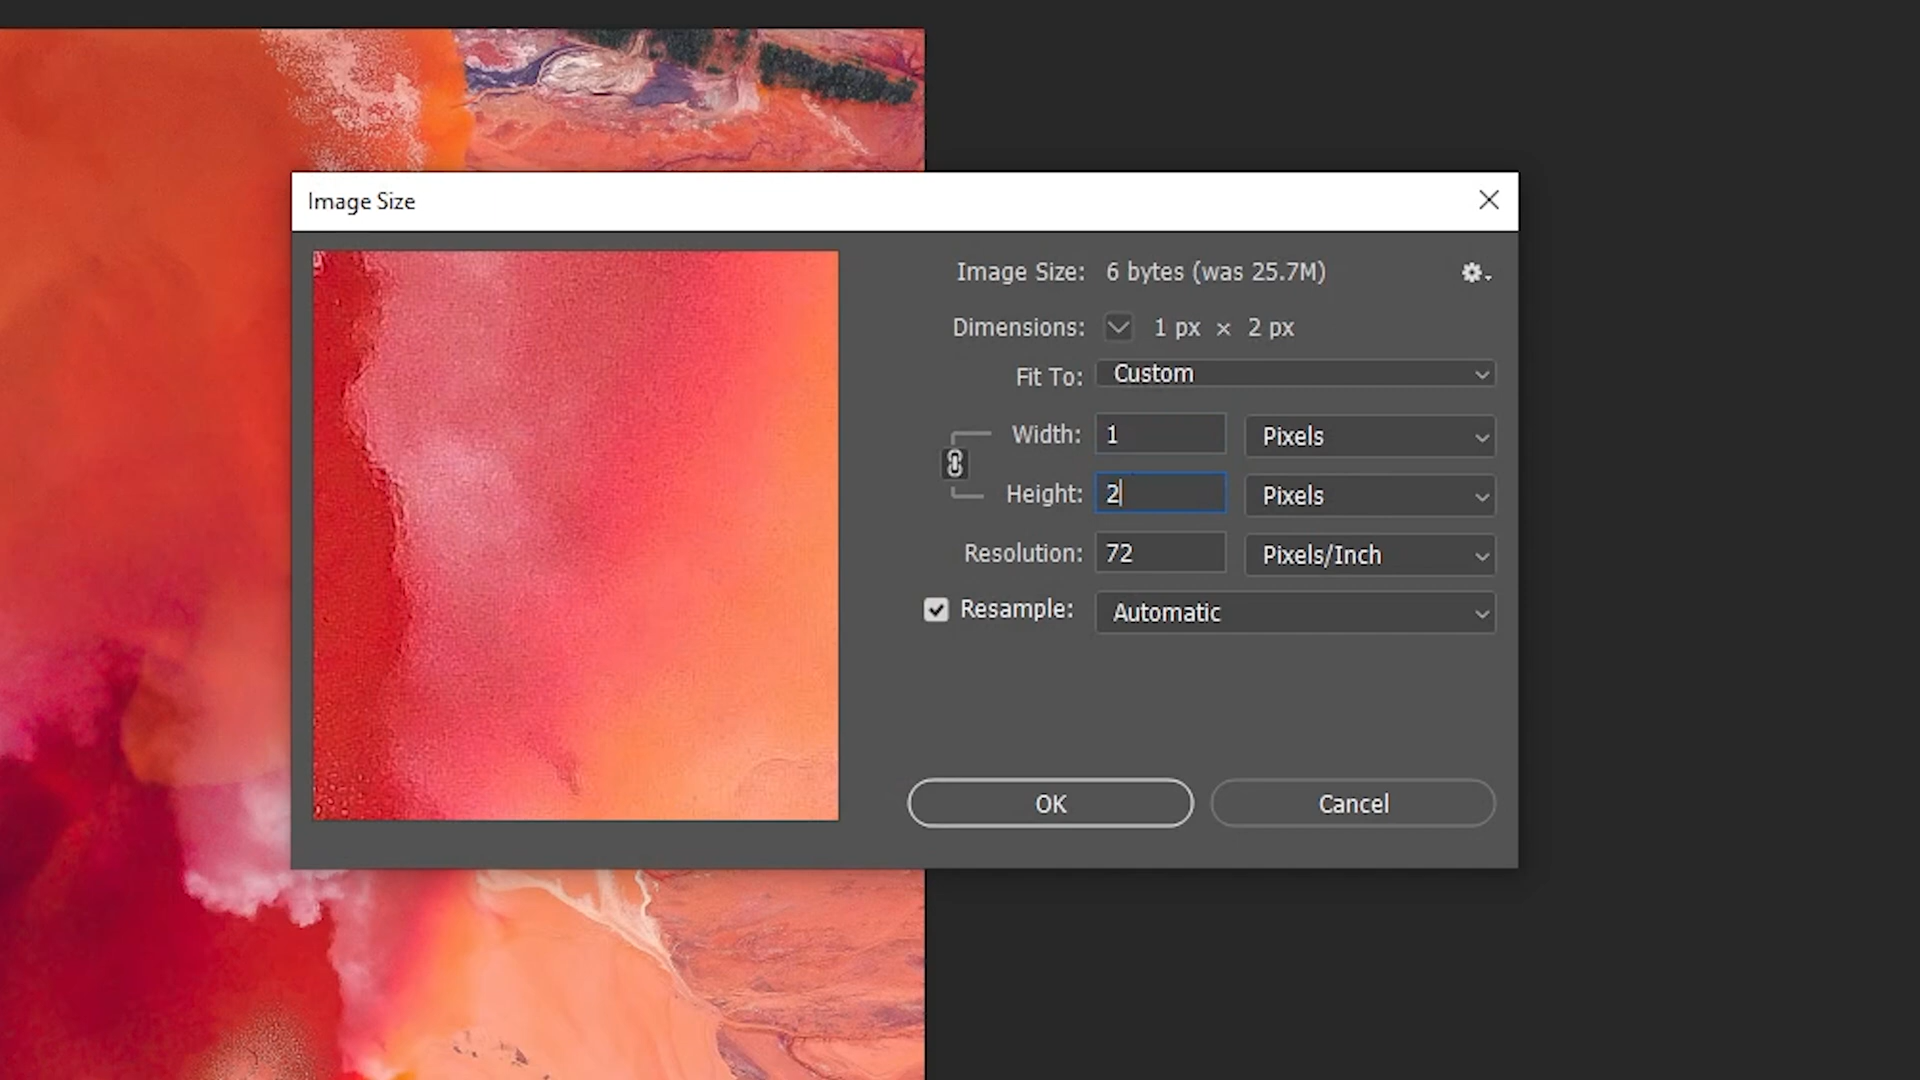 Image Size
Image Size: 6 bytes (was 25.7M)
Dimensions: 1 px × 2 px
Fit To: Custom
Width: 1 Pixels
Height: 2 Pixels
Resolution: 72 Pixels/Inch
Resample: Automatic
OK Cancel